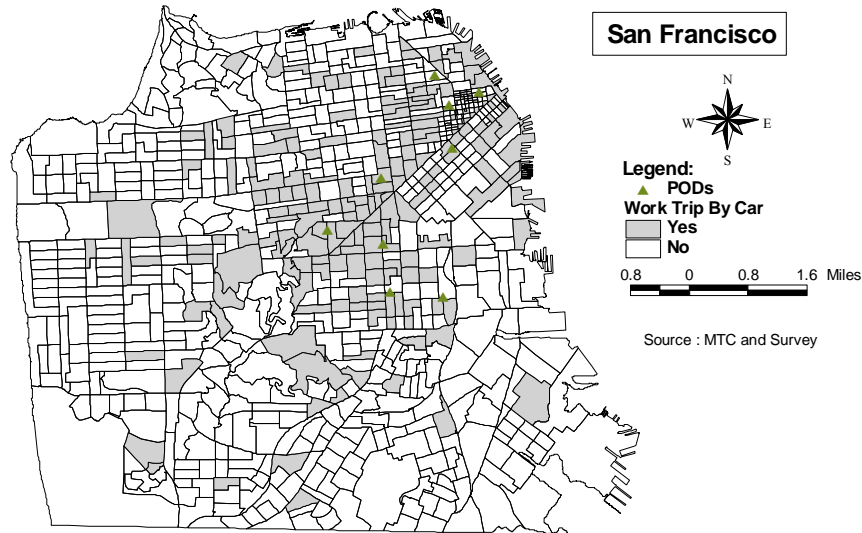 San Francisco
N
W E
S
Legend:
PODs
Work Trip By Car
Yes
No
0.8 0 0.8 1.6 Miles
Source : MTC and Survey